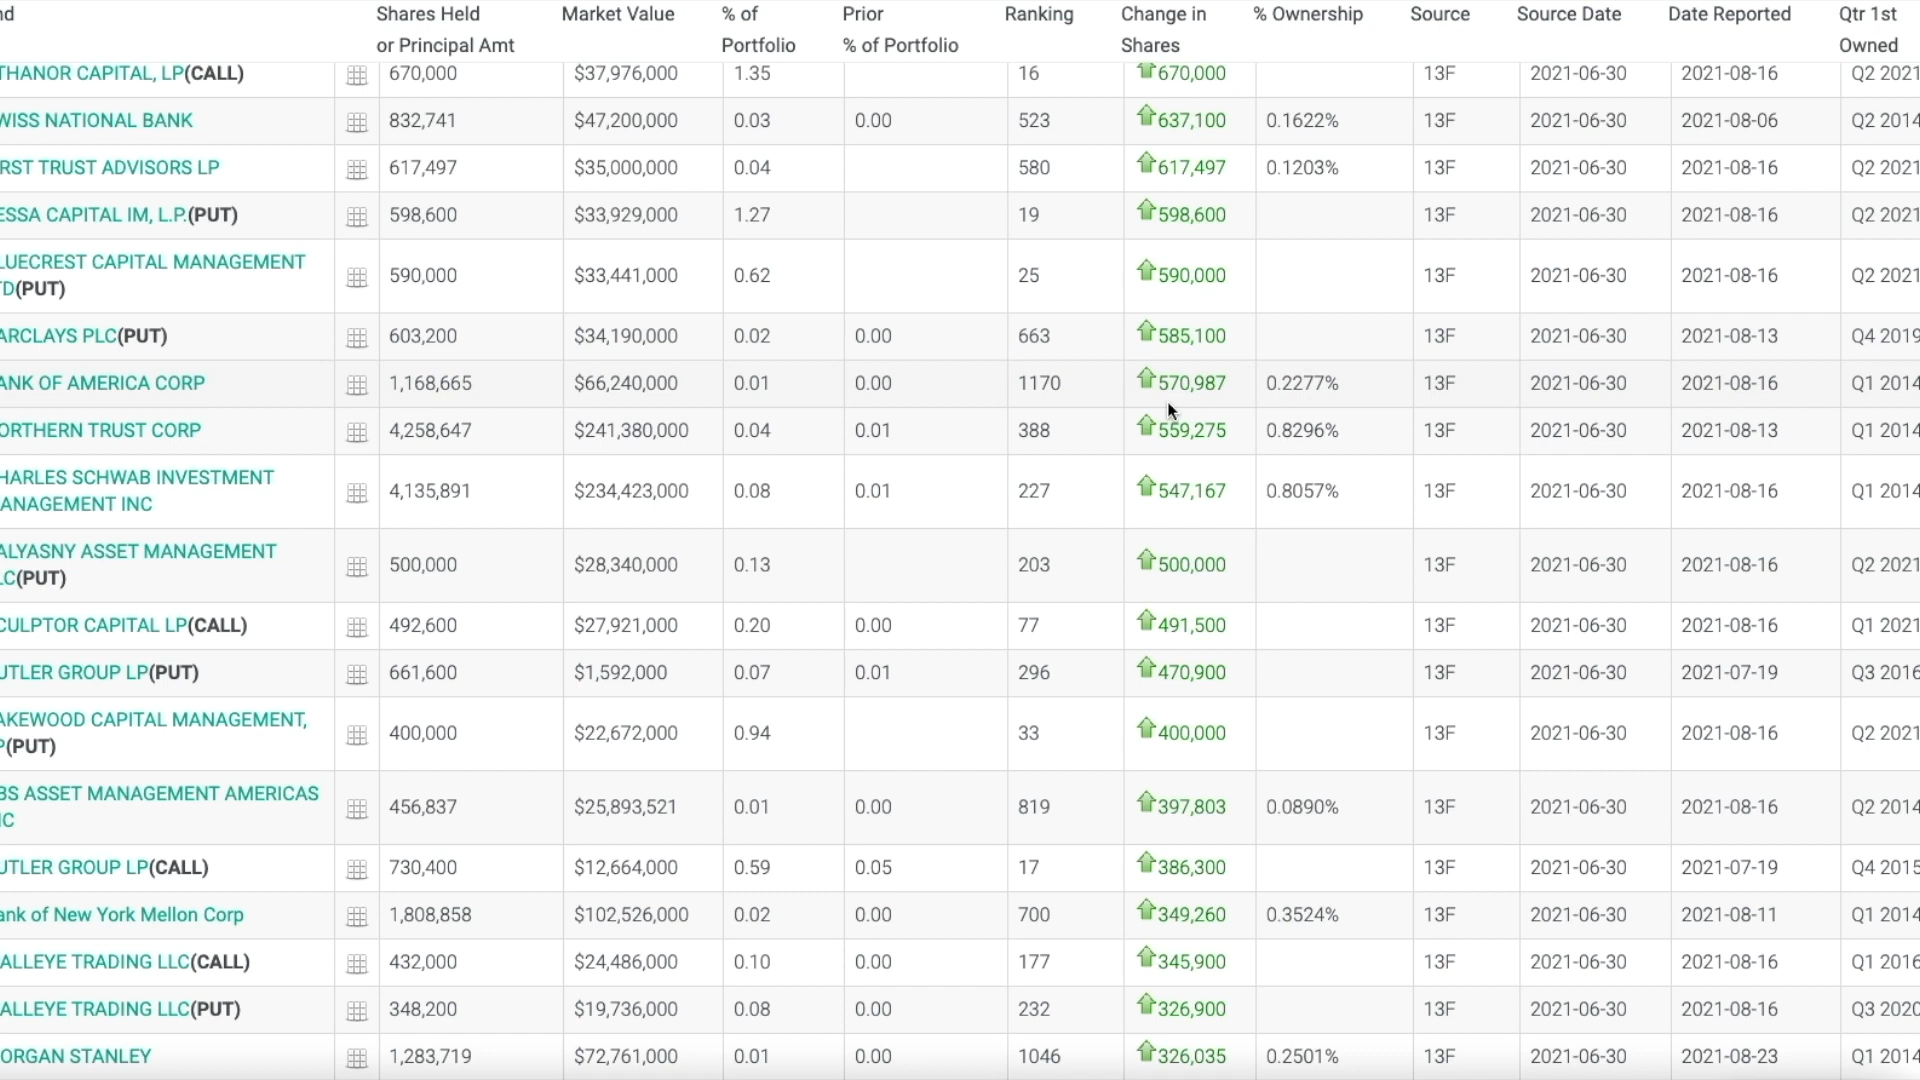 nd Shares Held Market Value % of Prior Ranking Change in % Ownership Source Source Date Date Reported Qtr 1st
or Principal Amt Portfolio % of Portfolio Shares Owned
THANOR CAPITAL, LP(CALL) 670,000 $37,976,000 1.35 16 670,000 13F 2021-06-30 2021-08-16 Q2 2021
WISS NATIONAL BANK 832,741 $47,200,000 0.03 0.00 523 637,100 0.1622% 13F 2021-06-30 2021-08-06 Q2 2014
RST TRUST ADVISORS LP 617,497 $35,000,000 0.04 580 617,497 0.1203% 13F 2021-06-30 2021-08-16 Q2 2021
ESSA CAPITAL IM, L.P.(PUT) 598,600 $33,929,000 1.27 19 598,600 13F 2021-06-30 2021-08-16 Q2 2021
LUECREST CAPITAL MANAGEMENT
TD(PUT) 590,000 $33,441,000 0.62 25 590,000 13F 2021-06-30 2021-08-16 Q2 2021
ARCLAYS PLC(PUT) 603,200 $34,190,000 0.02 0.00 663 585,100 13F 2021-06-30 2021-08-13 Q4 2019
ANK OF AMERICA CORP 1,168,665 $66,240,000 0.01 0.00 1170 570,987 0.2277% 13F 2021-06-30 2021-08-16 Q1 2014
ORTHERN TRUST CORP 4,258,647 $241,380,000 0.04 0.01 388 559,275 0.8296% 13F 2021-06-30 2021-08-13 Q1 2014
HARLES SCHWAB INVESTMENT
ANAGEMENT INC 4,135,891 $234,423,000 0.08 0.01 227 547,167 0.8057% 13F 2021-06-30 2021-08-16 Q1 2014
ALYASNY ASSET MANAGEMENT
LC(PUT) 500,000 $28,340,000 0.13 203 500,000 13F 2021-06-30 2021-08-16 Q2 2021
CULPTOR CAPITAL LP(CALL) 492,600 $27,921,000 0.20 0.00 77 491,500 13F 2021-06-30 2021-08-16 Q1 2021
UTLER GROUP LP(PUT) 661,600 $1,592,000 0.07 0.01 296 470,900 13F 2021-06-30 2021-07-19 Q3 2016
AKEWOOD CAPITAL MANAGEMENT,
P(PUT) 400,000 $22,672,000 0.94 33 400,000 13F 2021-06-30 2021-08-16 Q2 2021
BS ASSET MANAGEMENT AMERICAS
IC 456,837 $25,893,521 0.01 0.00 819 397,803 0.0890% 13F 2021-06-30 2021-08-16 Q2 2014
UTLER GROUP LP(CALL) 730,400 $12,664,000 0.59 0.05 17 386,300 13F 2021-06-30 2021-07-19 Q4 2015
ank of New York Mellon Corp 1,808,858 $102,526,000 0.02 0.00 700 349,260 0.3524% 13F 2021-06-30 2021-08-11 Q1 2014
ALLEYE TRADING LLC(CALL) 432,000 $24,486,000 0.10 0.00 177 345,900 13F 2021-06-30 2021-08-16 Q1 2016
ALLEYE TRADING LLC(PUT) 348,200 $19,736,000 0.08 0.00 232 326,900 13F 2021-06-30 2021-08-16 Q3 2020
ORGAN STANLEY 1,283,719 $72,761,000 0.01 0.00 1046 326,035 0.2501% 13F 2021-06-30 2021-08-23 Q1 2014